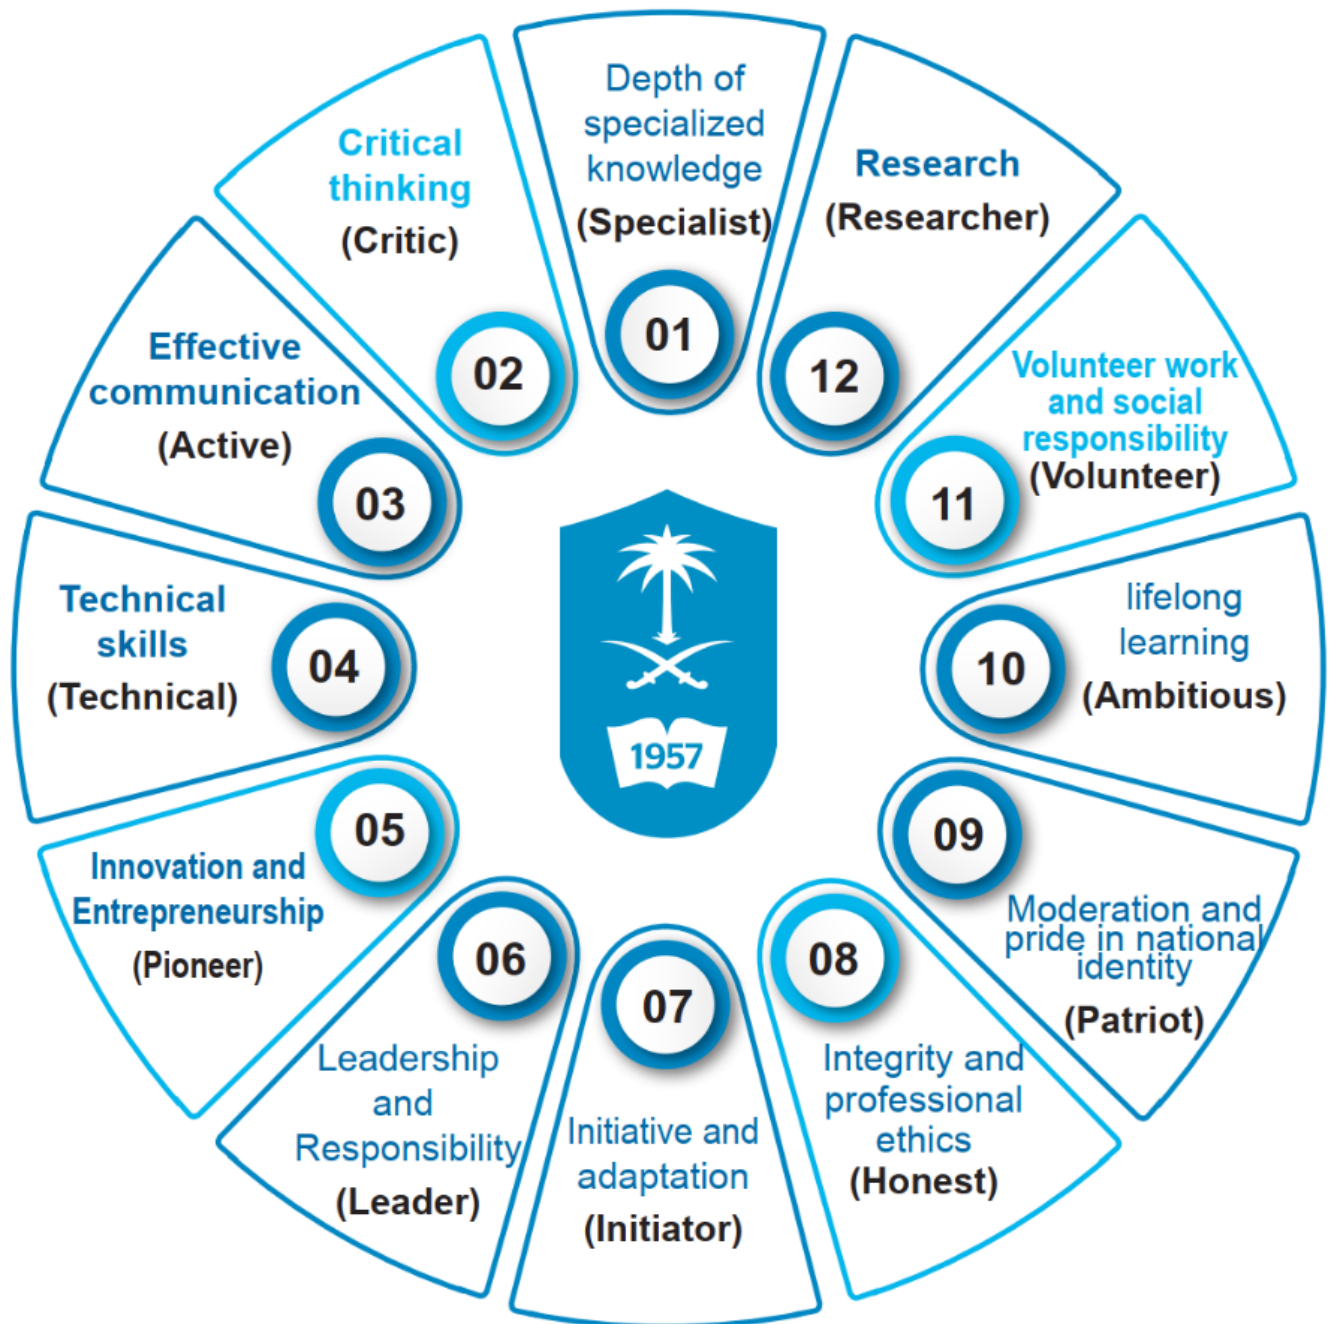 Depth of
specialized
knowledge
(Specialist)
01
Critical
thinking
(Critic)
02
Effective
communication
(Active)
03
Technical
skills
(Technical)
04
05
Innovation and
Entrepreneurship
(Pioneer)
06
Leadership
and
Responsibility
(Leader)
07
Initiative and
adaptation
(Initiator)
08
Integrity and
professional
ethics
(Honest)
09
Moderation and
pride in national
identity
(Patriot)
10
lifelong
learning
(Ambitious)
11
Volunteer work
and social
responsibility
(Volunteer)
Research
(Researcher)
12
1957